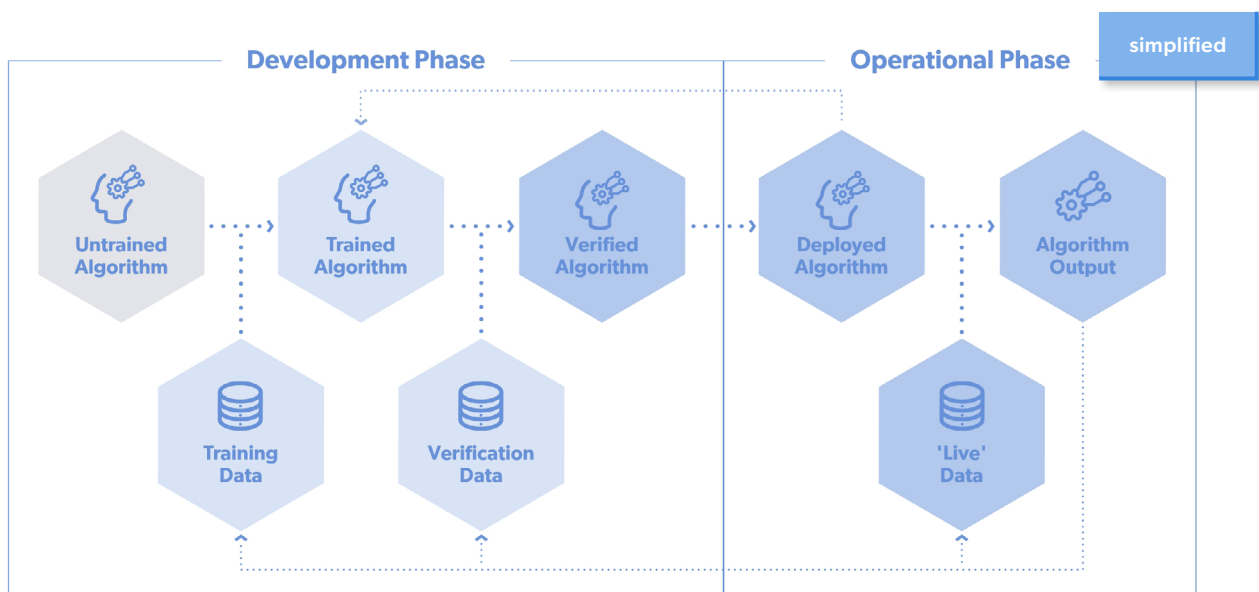 simplified
Development Phase
Operational Phase
Untrained
Algorithm
Trained
Algorithm
Verified
Algorithm
Deployed
Algorithm
Algorithm
Output
Training
Data
Verification
Data
'Live'
Data